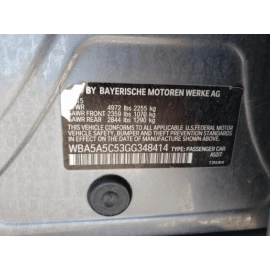 BY BAYERISCHE MOTOREN WERKE AG
4972 lbs 2255 kg
GAWR FRONT 2359 lbs 1070 kg
GAWR REAR 2844 lbs 1290 kg
THIS VEHICLE CONFORMS TO ALL APPLICABLE U.S. FEDERAL MOTOR
VEHICLE SAFETY, BUMPER, AND THEFT PREVENTION STANDARDS IN
EFFECT ON THE DATE OF MANUFACTURE SHOWN ABOVE.
WBA5A5C53GG348414 TYPE: PASSENGER CAR